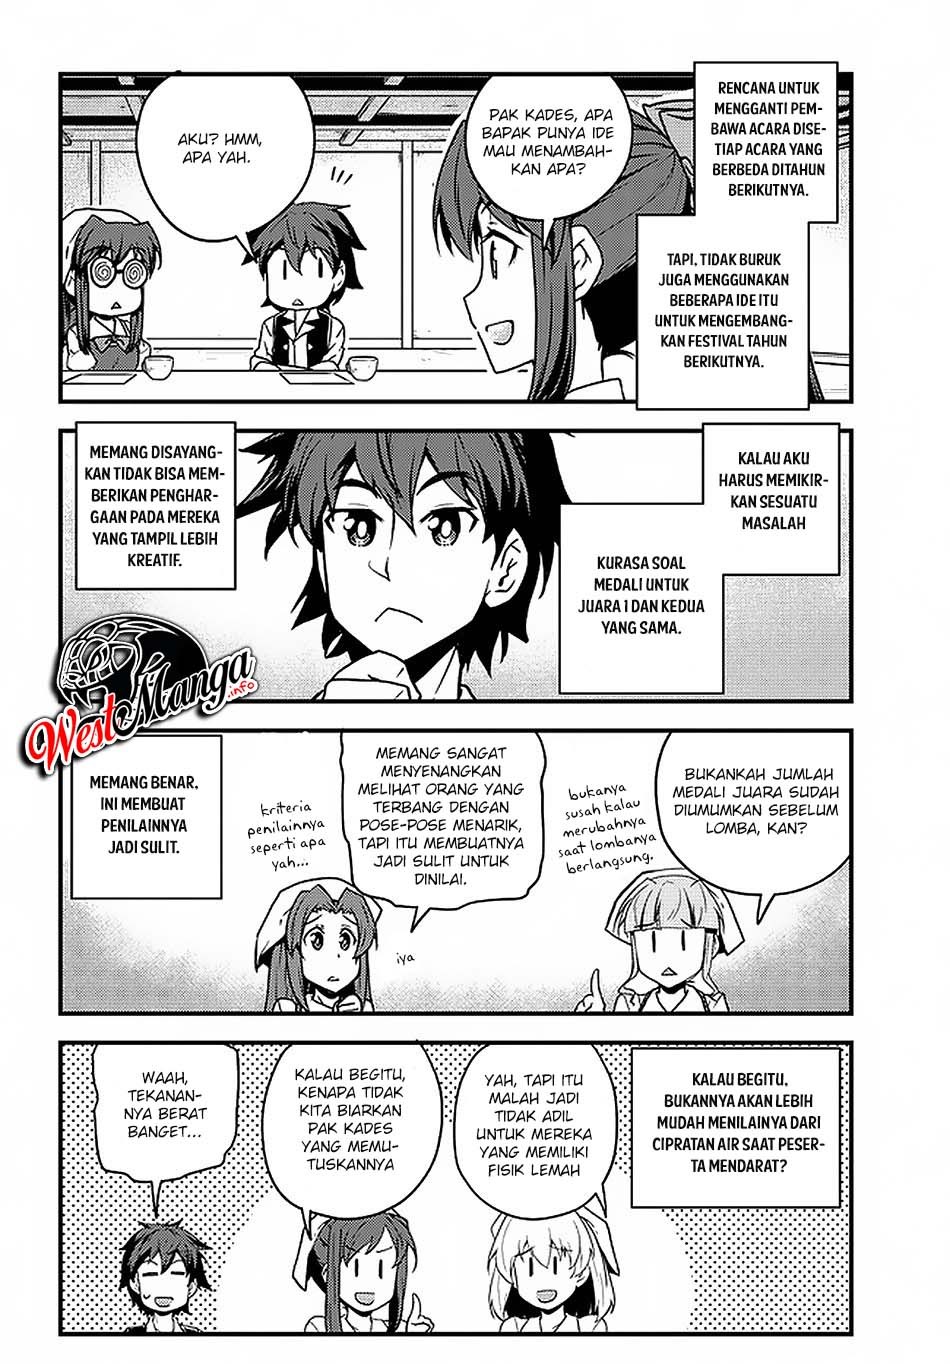 RENCANA UNTUK
MENGGANTI PEM-
BAWA ACARA DISE-
TIAP ACARA YANG
BERBEDA DITAHUN
BERIKUTNYA.
TAPI, TIDAK BURUK
JUGA MENGGUNAKAN
BEBERAPA IDE ITU
UNTUK MENGEMBANG-
KAN FESTIVAL TAHUN
BERIKUTNYA.
PAK KADES, APA
BAPAK PUNYA IDE
MAU MENAMBAH-
KAN APA?
AKU? HMM,
APA YAH.
KALAU AKU
HARUS MEMIKIR-
KAN SESUATU
MASALAH
KURASA SOAL
MEDALI UNTUK
JUARA 1 DAN KEDUA
YANG SAMA.
MEMANG DISAYANG-
KAN TIDAK BISA MEM-
BERIKAN PENGHAR-
GAAN PADA MEREKA
YANG TAMPIL LEBIH
KREATIF.
WEST MANGA
.info
BUKANKAH JUMLAH
MEDALI JUARA SUDAH
DIUMUMKAN SEBELUM
LOMBA, KAN?
bukanya
susah kalau
merubahnya
saat lombanya
berlangsung.
MEMANG SANGAT
MENYENANGKAN
MELIHAT ORANG YANG
TERBANG DENGAN
POSE-POSE MENARIK,
TAPI ITU MEMBUATNYA
JADI SULIT UNTUK
DINILAI.
iya
kriteria
penilainnya
seperti apa
yah...
MEMANG BENAR,
INI MEMBUAT
PENILAINNYA
JADI SULIT.
KALAU BEGITU,
BUKANNYA AKAN LEBIH
MUDAH MENILAINYA DARI
CIPRATAN AIR SAAT PESER-
TA MENDARAT?
YAH, TAPI ITU
MALAH JADI
TIDAK ADIL
UNTUK MEREKA
YANG MEMILIKI
FISIK LEMAH
KALAU BEGITU,
KENAPA TIDAK
KITA BIARKAN
PAK KADES
YANG MEMU-
TUSKANNYA
WAAH,
TEKANAN-
NYA BERAT
BANGET...